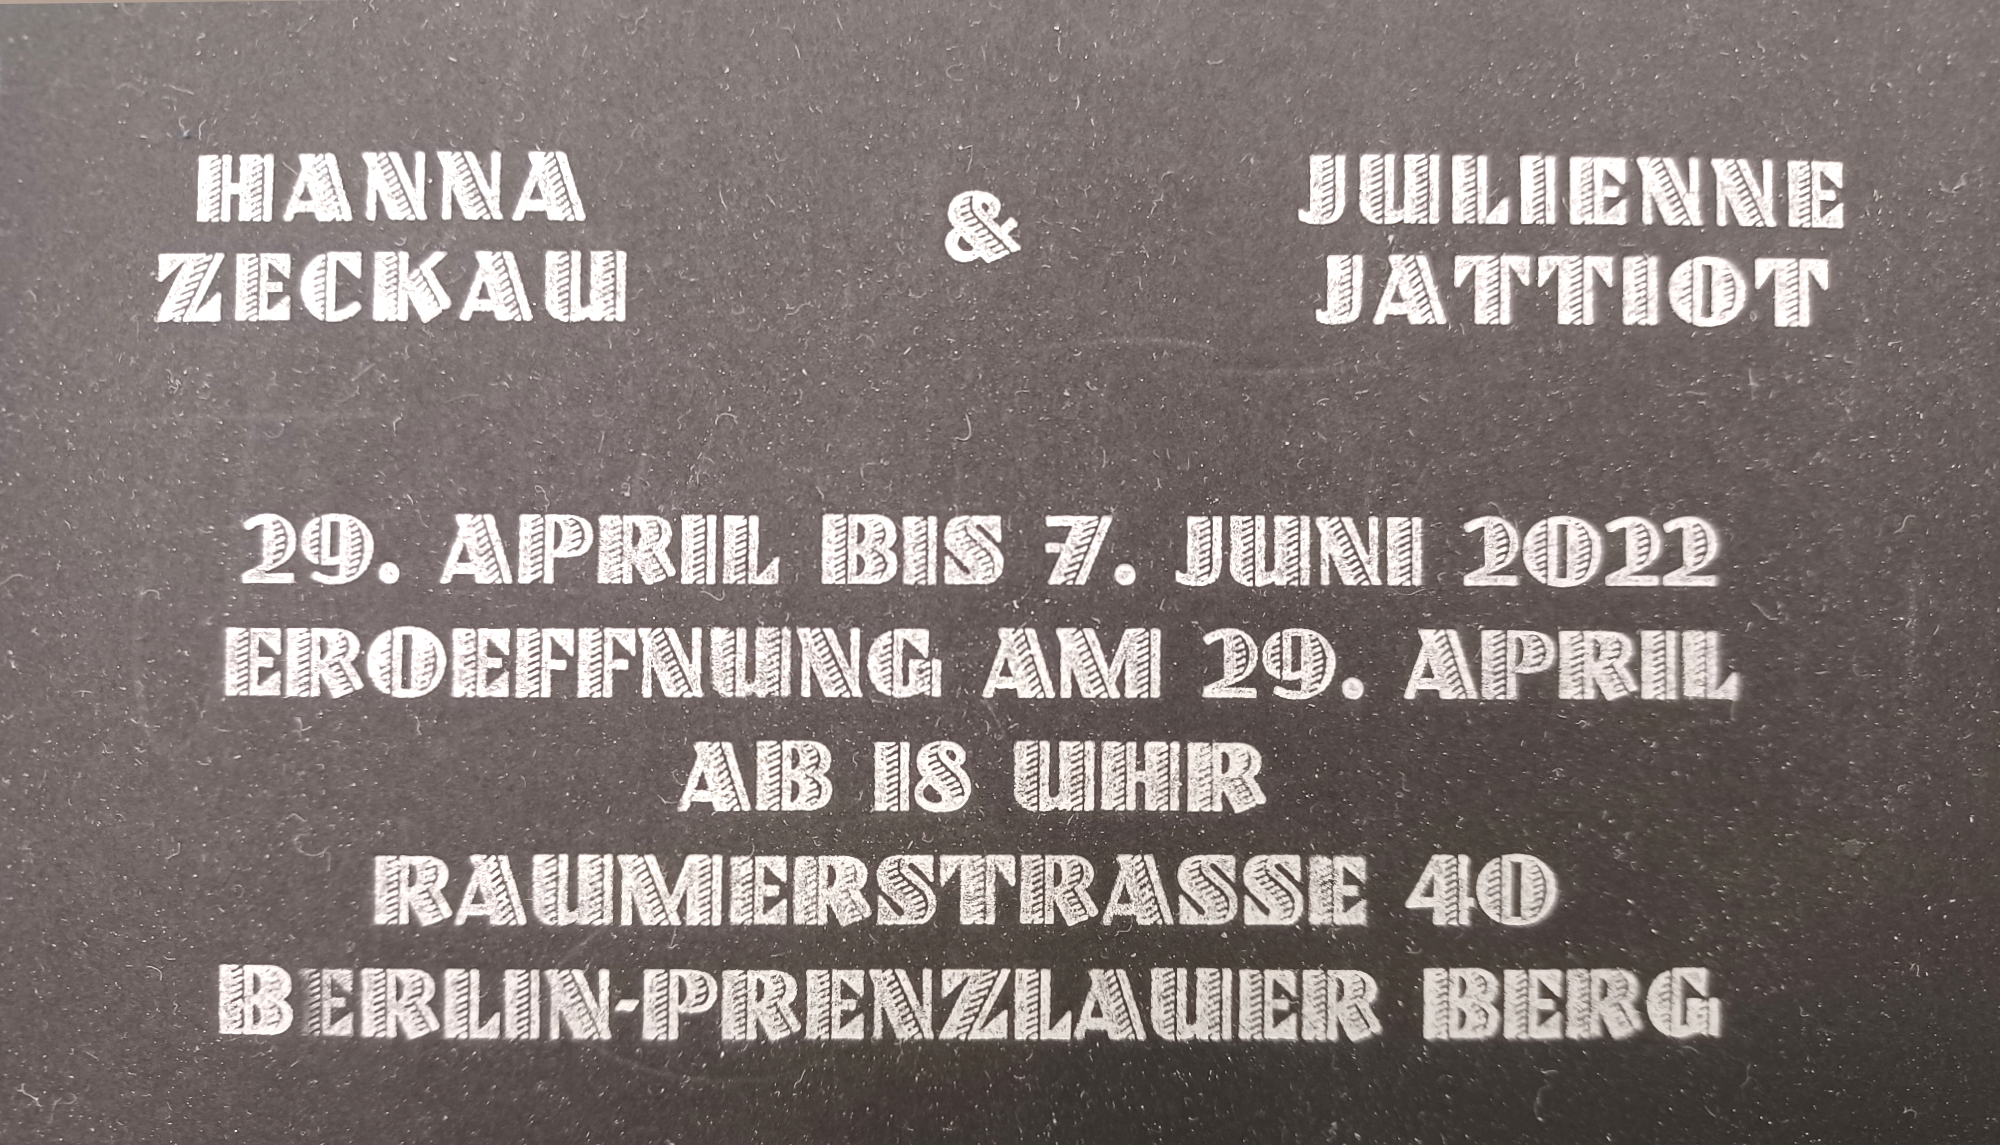 HANNA
ZECKAU
&
JULIENNE
JATTIOT
29. APRIL BIS 7. JUNI 2022
EROEFFNUNG AM 29. APRIL
AB 18 UHR
RAUMERSTRASSE 40
BERLIN-PRENZLAUER BERG